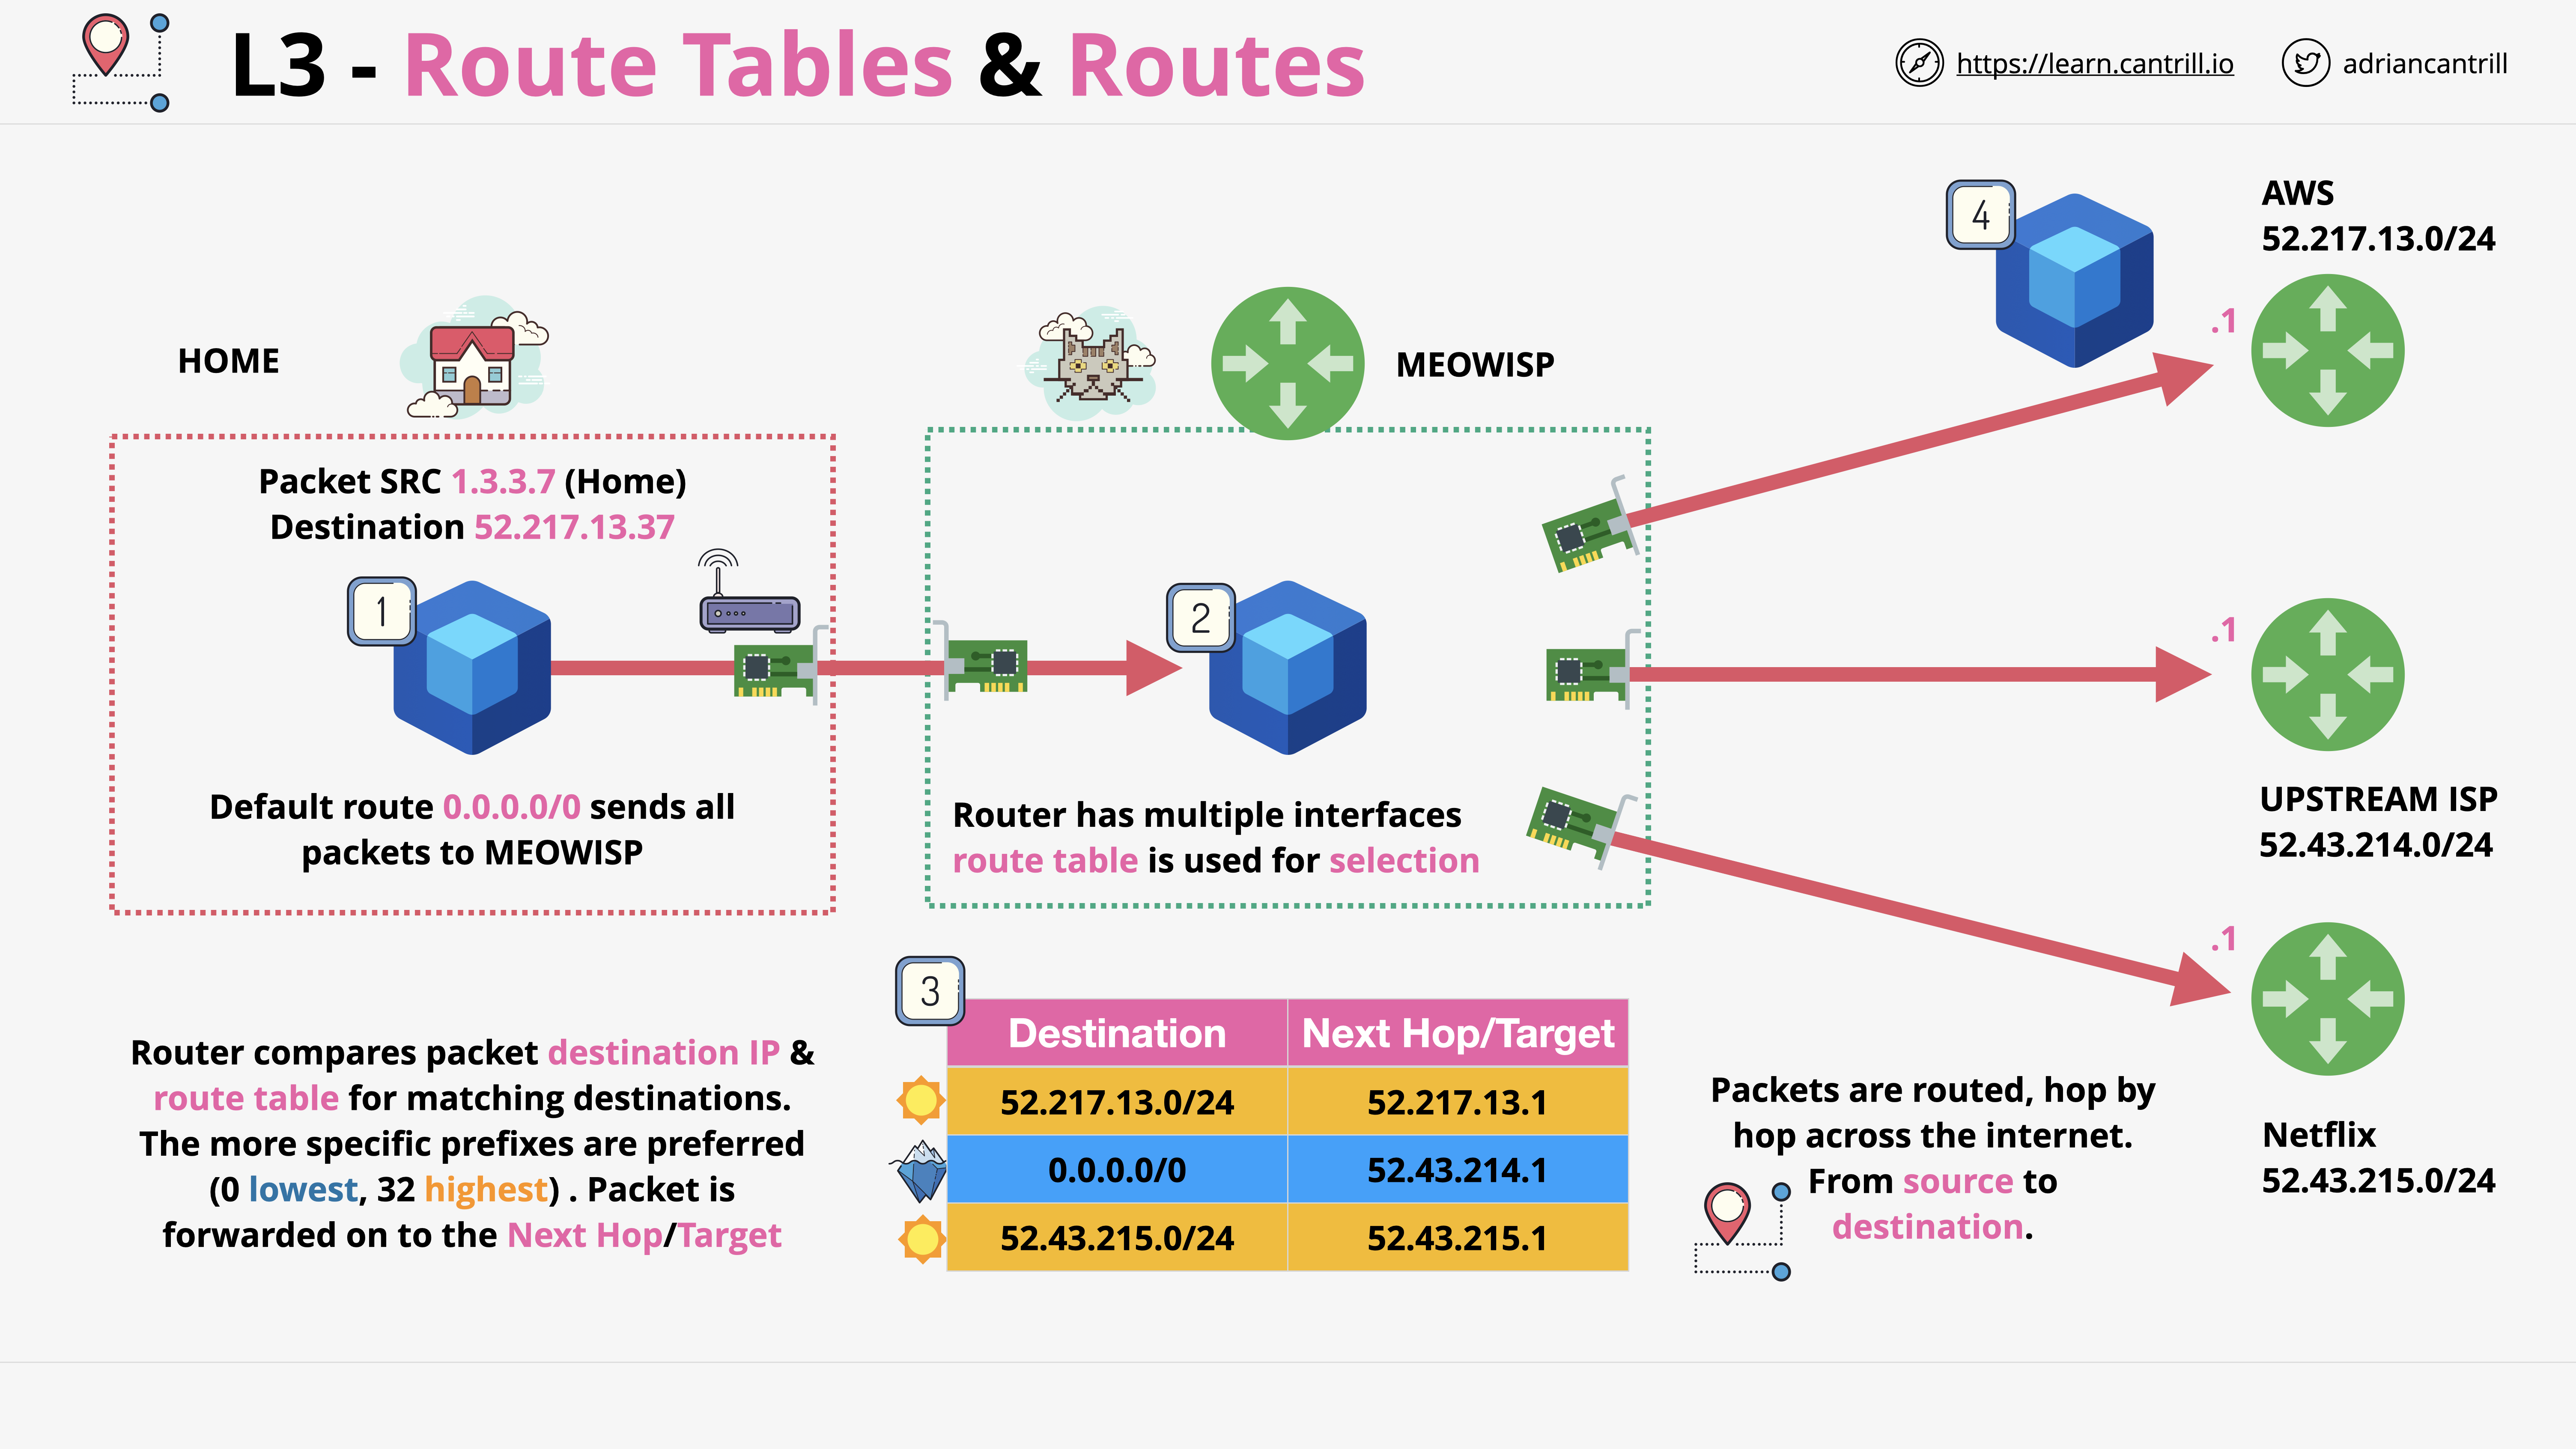 L3 - Route Tables & Routes
https://learn.cantrill.io
adriancantrill
HOME
Packet SRC 1.3.3.7 (Home)
Destination 52.217.13.37
1
Default route 0.0.0.0/0 sends all
packets to MEOWISP
MEOWISP
2
Router has multiple interfaces
route table is used for selection
4
AWS
52.217.13.0/24
.1
.1
UPSTREAM ISP
52.43.214.0/24
.1
Netflix
52.43.215.0/24
Router compares packet destination IP &
route table for matching destinations.
The more specific prefixes are preferred
(0 lowest, 32 highest) . Packet is
forwarded on to the Next Hop/Target
3
Destination Next Hop/Target
52.217.13.0/24 52.217.13.1
0.0.0.0/0 52.43.214.1
52.43.215.0/24 52.43.215.1
Packets are routed, hop by
hop across the internet.
From source to
destination.